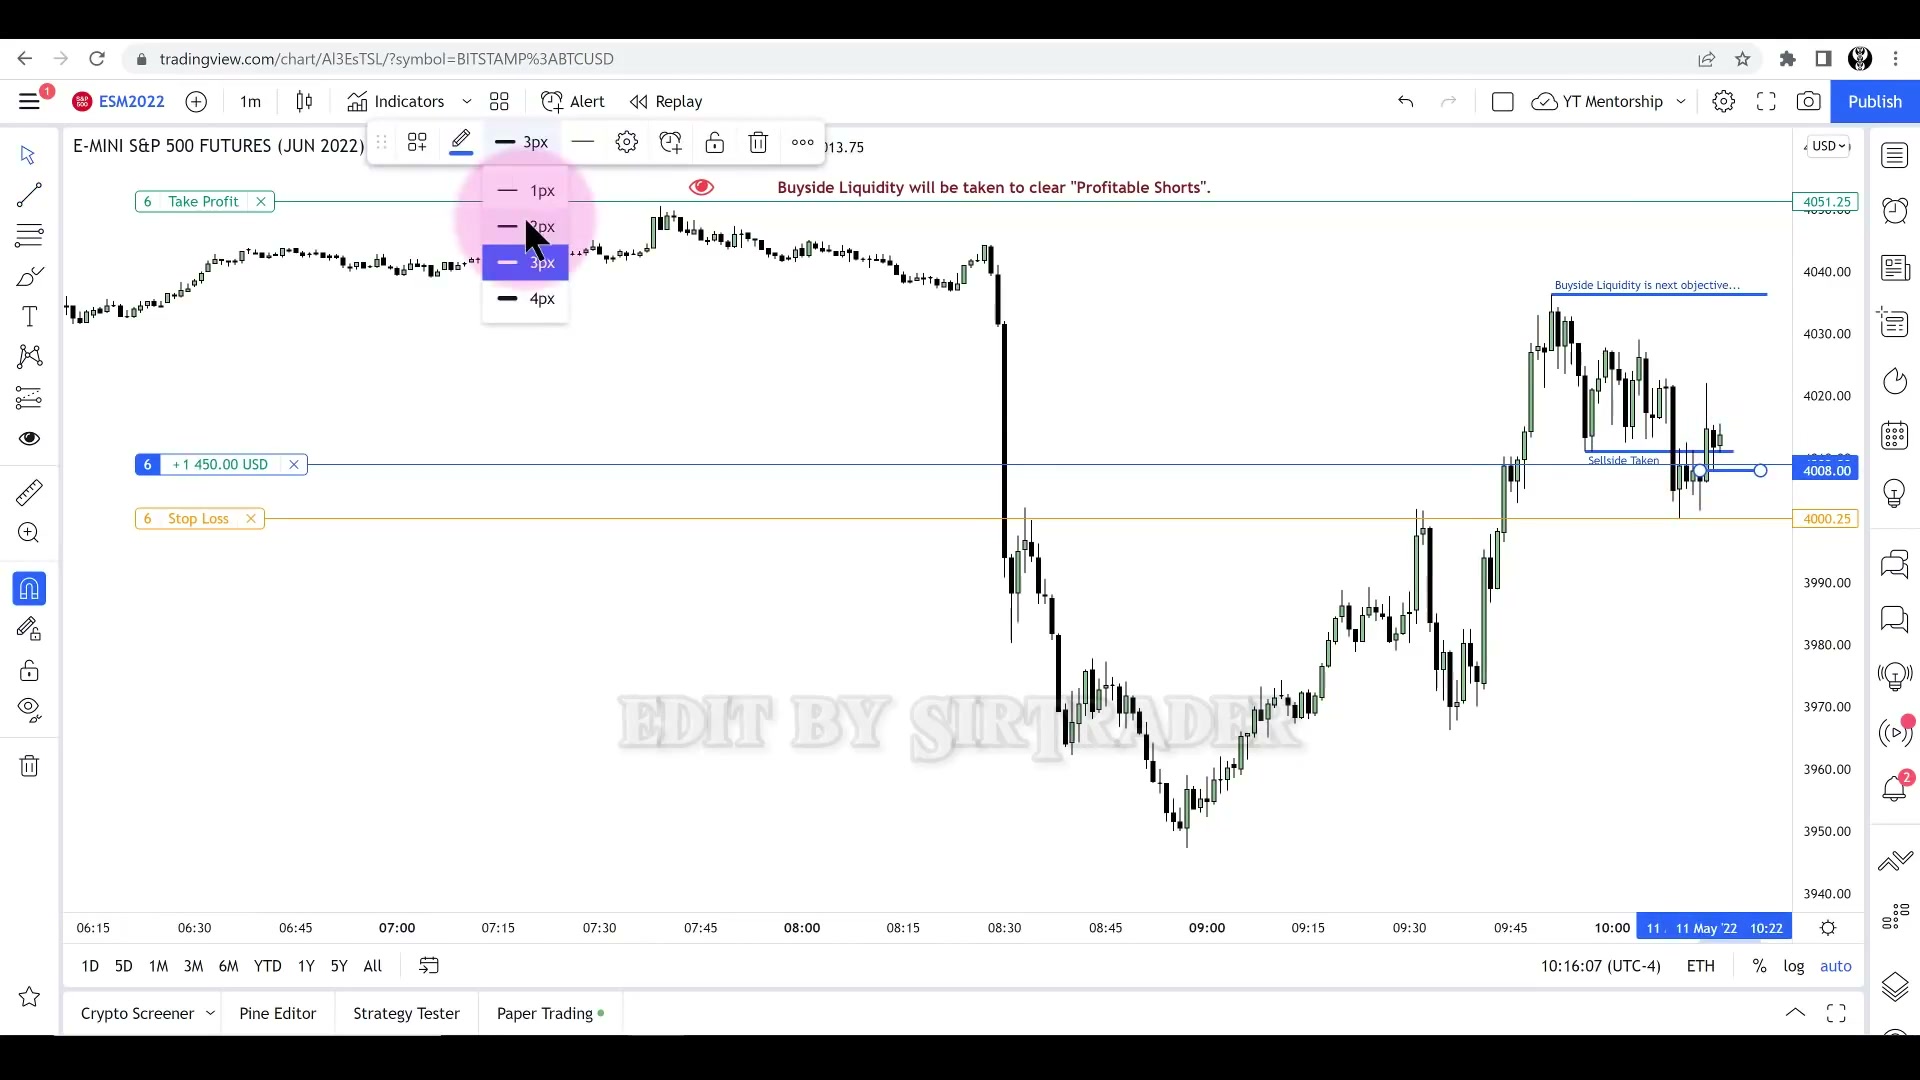 tradingview.com/chart/Al3EsTSL/?symbol=BITSTAMP%3ABTCUSD
1 S&P 500 ESM2022 1m Indicators Alert Replay YT Mentorship Publish
E-MINI S&P 500 FUTURES (JUN 2022) 3px 013.75 USD
1px
2px
3px
4px
Buyside Liquidity will be taken to clear "Profitable Shorts".
6 Take Profit 4051.25
4040.00
Buyside Liquidity is next objective...
4030.00
4020.00
Sellside Taken
6 +1 450.00 USD 4008.00
6 Stop Loss 4000.25
3990.00
3980.00
3970.00
EDIT BY SIRTRADER
3960.00
2
3950.00
3940.00
06:15 06:30 06:45 07:00 07:15 07:30 07:45 08:00 08:15 08:30 08:45 09:00 09:15 09:30 09:45 10:00 11 11 May '22 10:22
1D 5D 1M 3M 6M YTD 1Y 5Y All 10:16:07 (UTC-4) ETH % log auto
Crypto Screener Pine Editor Strategy Tester Paper Trading